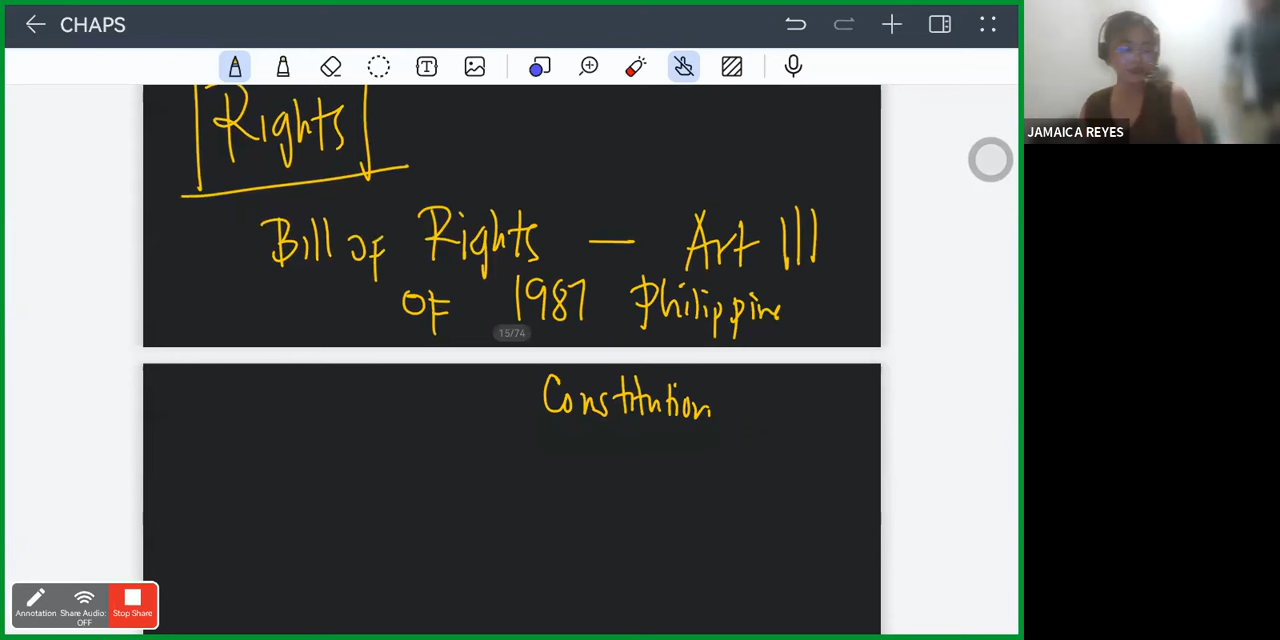 CHAPS
JAMAICA REYES
Rights
Bill of Rights — Art III
of 1987 Philippine
15/74
Constitution
Annotation
Share Audio: OFF
Stop Share